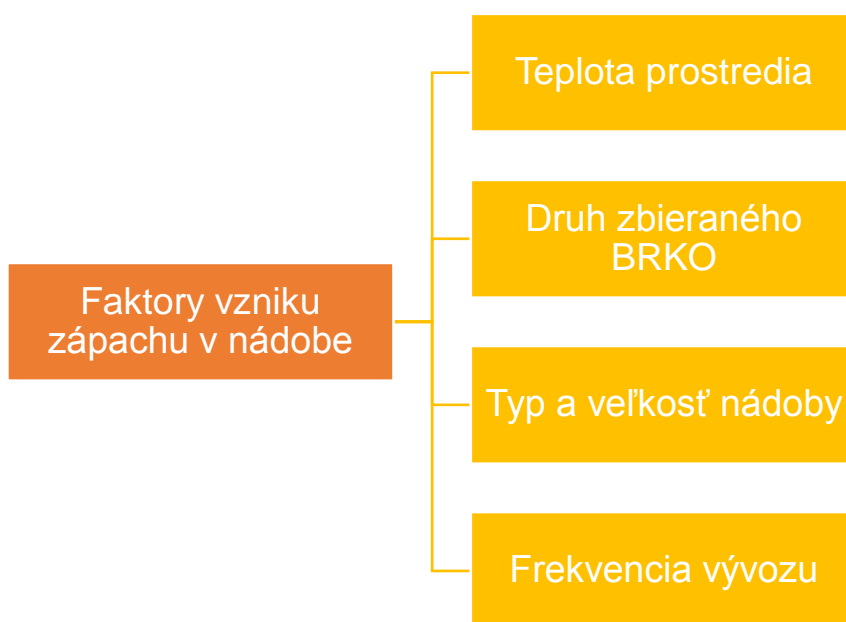 Faktory vzniku
zápachu v nádobe
Teplota prostredia
Druh zbieraného
BRKO
Typ a veľkosť nádoby
Frekvencia vývozu